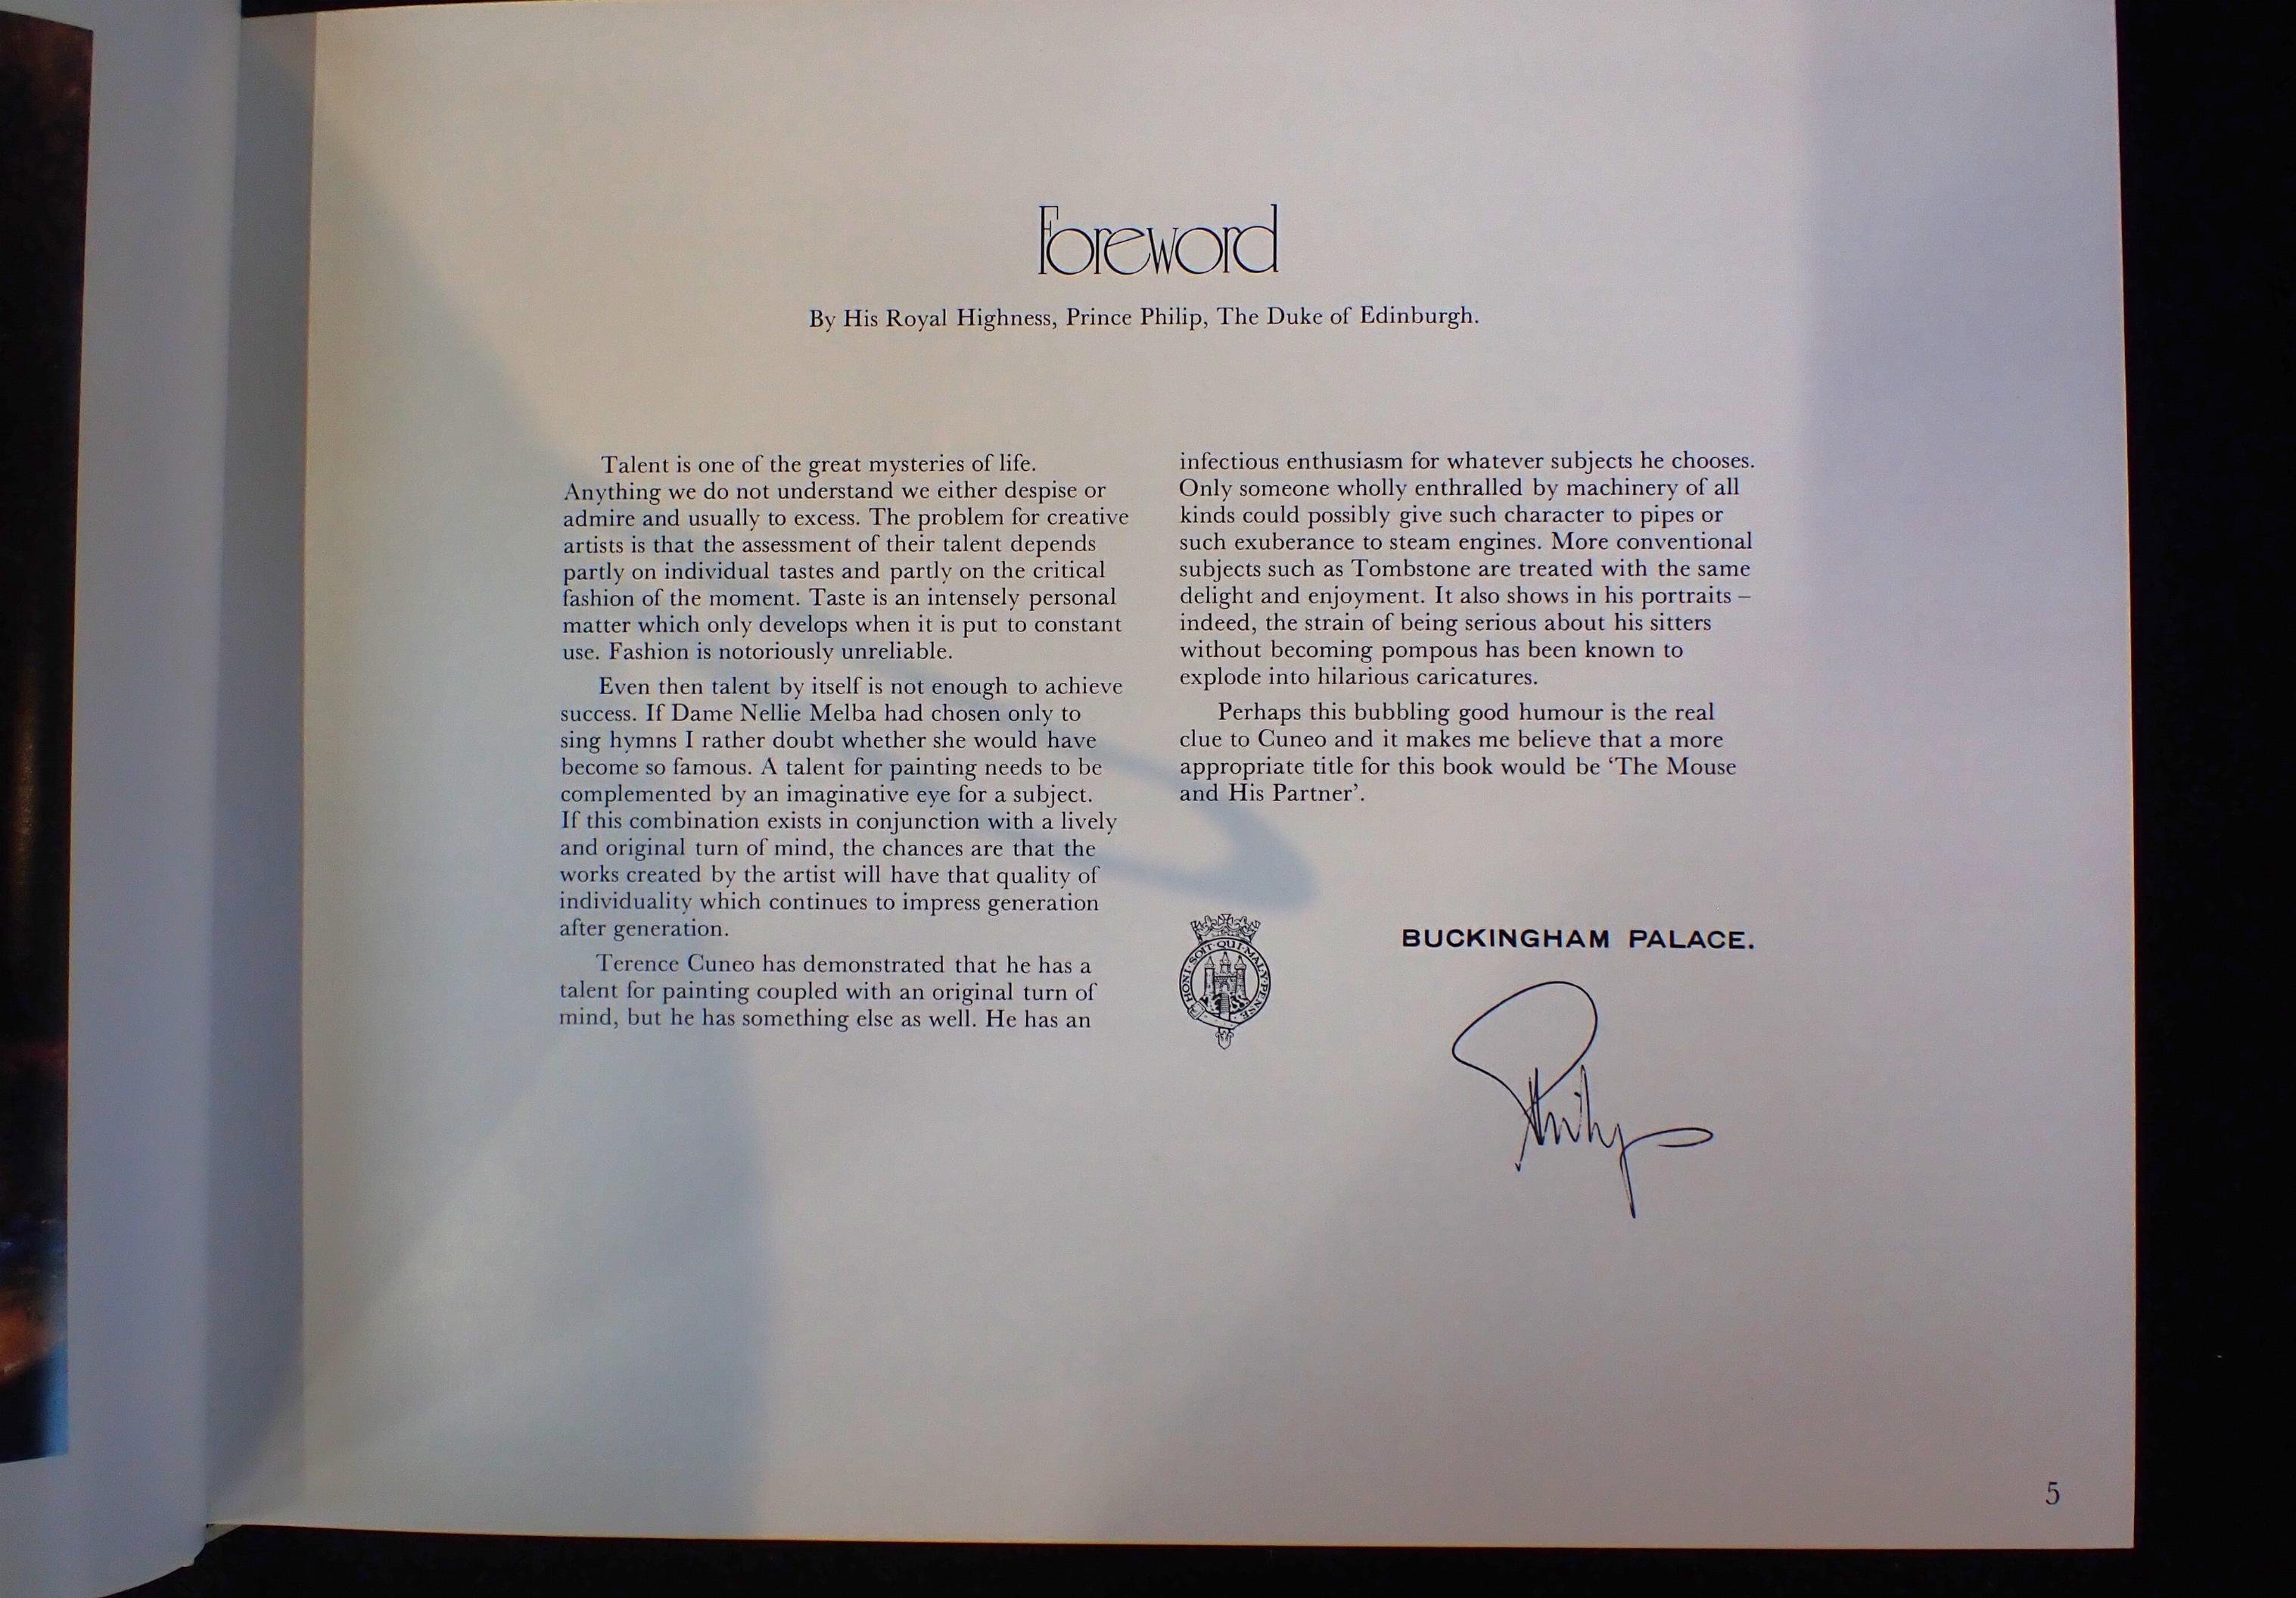 Foreword
By His Royal Highness, Prince Philip, The Duke of Edinburgh.
Talent is one of the great mysteries of life.
Anything we do not understand we either despise or
admire and usually to excess. The problem for creative
artists is that the assessment of their talent depends
partly on individual tastes and partly on the critical
fashion of the moment. Taste is an intensely personal
matter which only develops when it is put to constant
use. Fashion is notoriously unreliable.
Even then talent by itself is not enough to achieve
success. If Dame Nellie Melba had chosen only to
sing hymns I rather doubt whether she would have
become so famous. A talent for painting needs to be
complemented by an imaginative eye for a subject.
If this combination exists in conjunction with a lively
and original turn of mind, the chances are that the
works created by the artist will have that quality of
individuality which continues to impress generation
after generation.
Terence Cuneo has demonstrated that he has a
talent for painting coupled with an original turn of
mind, but he has something else as well. He has an
infectious enthusiasm for whatever subjects he chooses.
Only someone wholly enthralled by machinery of all
kinds could possibly give such character to pipes or
such exuberance to steam engines. More conventional
subjects such as Tombstone are treated with the same
delight and enjoyment. It also shows in his portraits –
indeed, the strain of being serious about his sitters
without becoming pompous has been known to
explode into hilarious caricatures.
Perhaps this bubbling good humour is the real
clue to Cuneo and it makes me believe that a more
appropriate title for this book would be ‘The Mouse
and His Partner’.
HONI·SOIT·QUI·MAL·Y·PENSE
BUCKINGHAM PALACE.
Philip
5